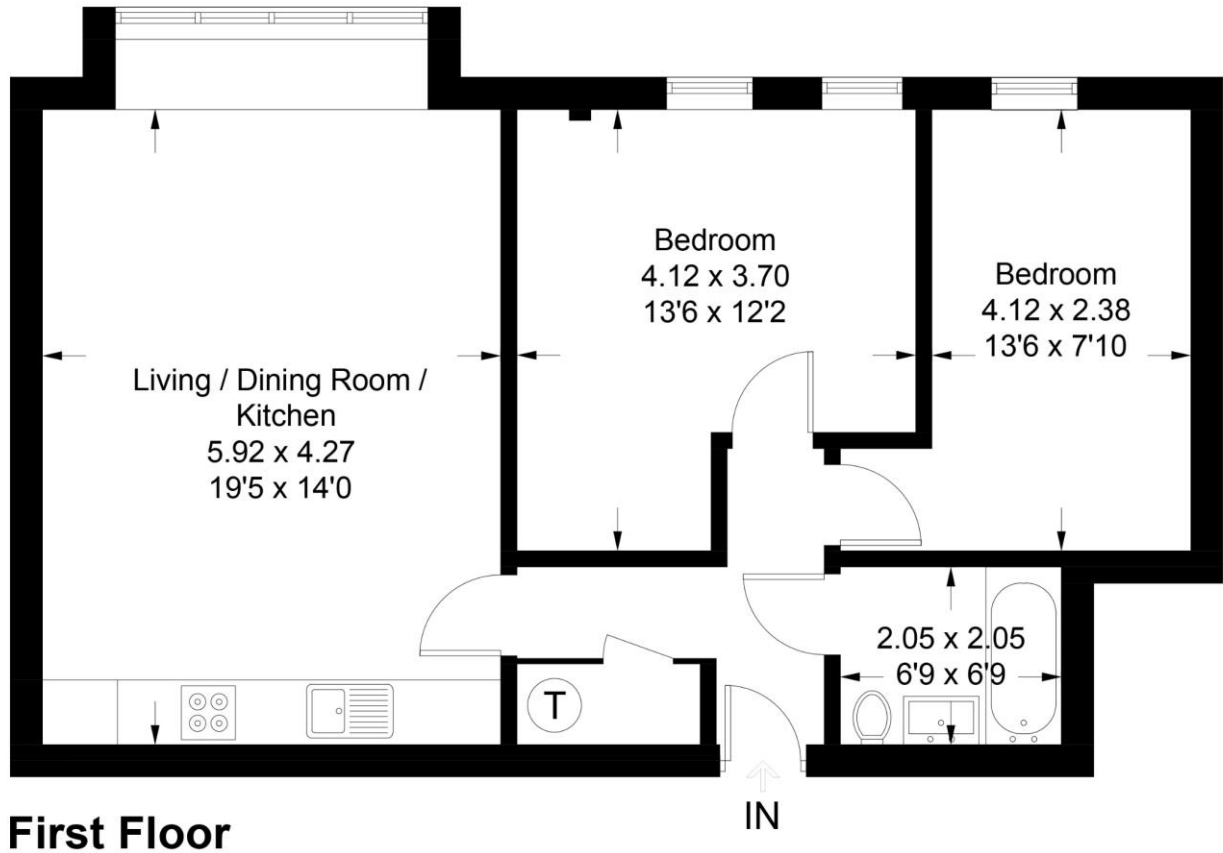 Living / Dining Room /
Kitchen
5.92 x 4.27
19'5 x 14'0
Bedroom
4.12 x 3.70
13'6 x 12'2
Bedroom
4.12 x 2.38
13'6 x 7'10
2.05 x 2.05
6'9 x 6'9
T
IN
First Floor